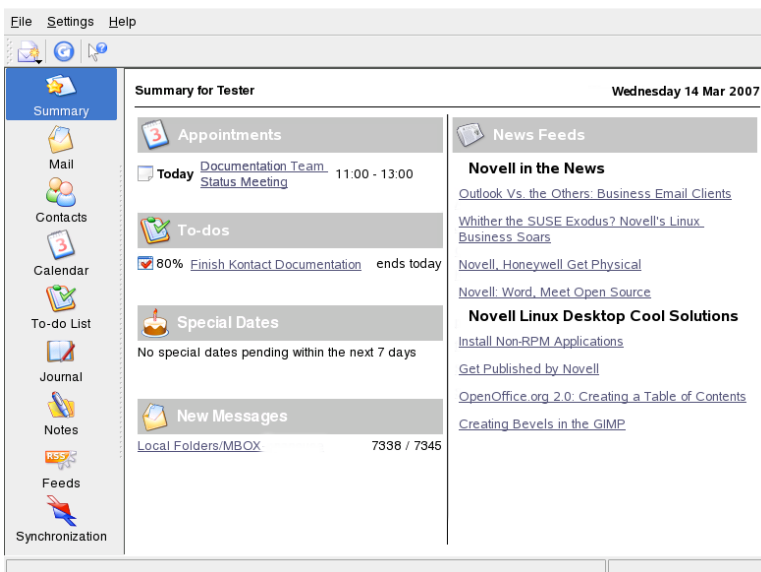 File Settings Help
Summary
Mail
Contacts
3
Calendar
To-do List
Journal
Notes
RSS
Feeds
Synchronization
Summary for Tester
Wednesday 14 Mar 2007
3 Appointments
Today Documentation Team 11:00 - 13:00
Status Meeting
To-dos
80% Finish Kontact Documentation ends today
Special Dates
No special dates pending within the next 7 days
New Messages
Local Folders/MBOX 7338 / 7345
News Feeds
Novell in the News
Outlook Vs. the Others: Business Email Clients
Whither the SUSE Exodus? Novell's Linux
Business Soars
Novell, Honeywell Get Physical
Novell: Word, Meet Open Source
Novell Linux Desktop Cool Solutions
Install Non-RPM Applications
Get Published by Novell
OpenOffice.org 2.0: Creating a Table of Contents
Creating Bevels in the GIMP